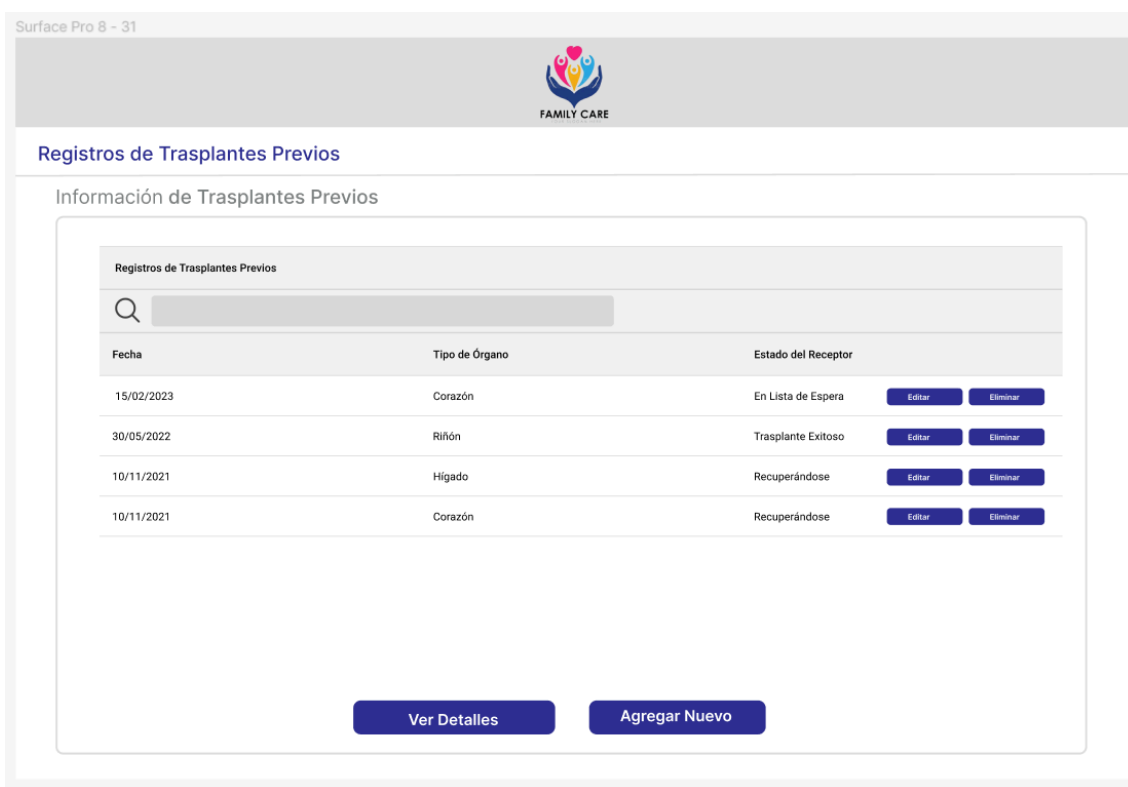 Surface Pro 8 - 31
FAMILY CARE
Registros de Trasplantes Previos
Información de Trasplantes Previos
Registros de Trasplantes Previos
Fecha Tipo de Órgano Estado del Receptor
15/02/2023 Corazón En Lista de Espera Editar Eliminar
30/05/2022 Riñón Trasplante Exitoso Editar Eliminar
10/11/2021 Hígado Recuperándose Editar Eliminar
10/11/2021 Corazón Recuperándose Editar Eliminar
Ver Detalles Agregar Nuevo